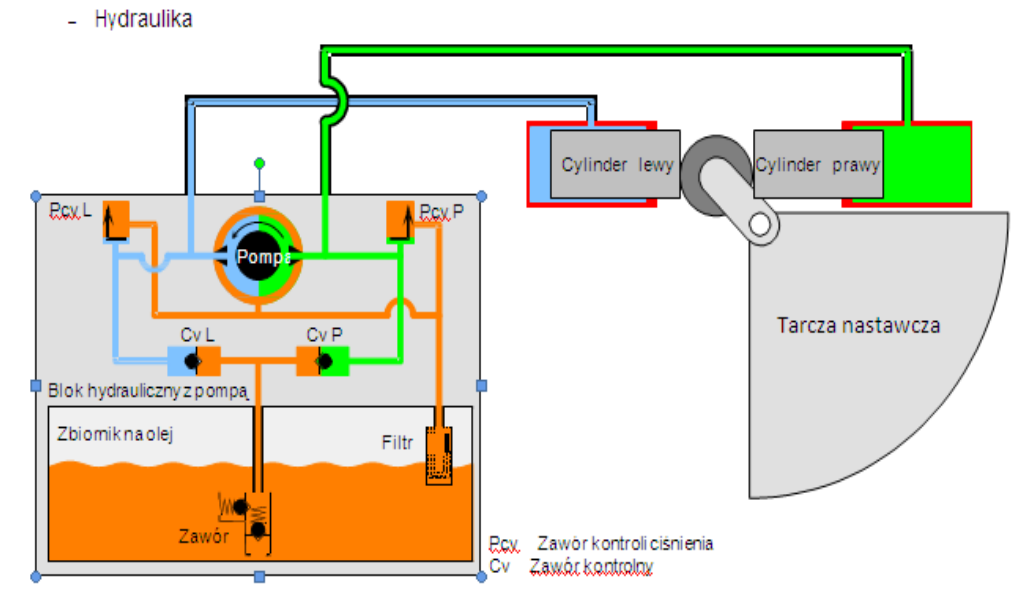 - Hydraulika
Cylinder lewy
Cylinder prawy
Pcv L
Pcv P
Pompa
Cv L
Cv P
Tarcza nastawcza
Blok hydrauliczny z pompą
Zbiornik na olej
Filtr
Zawór
Pcv Zawór kontroli ciśnienia
Cv Zawór kontrolny